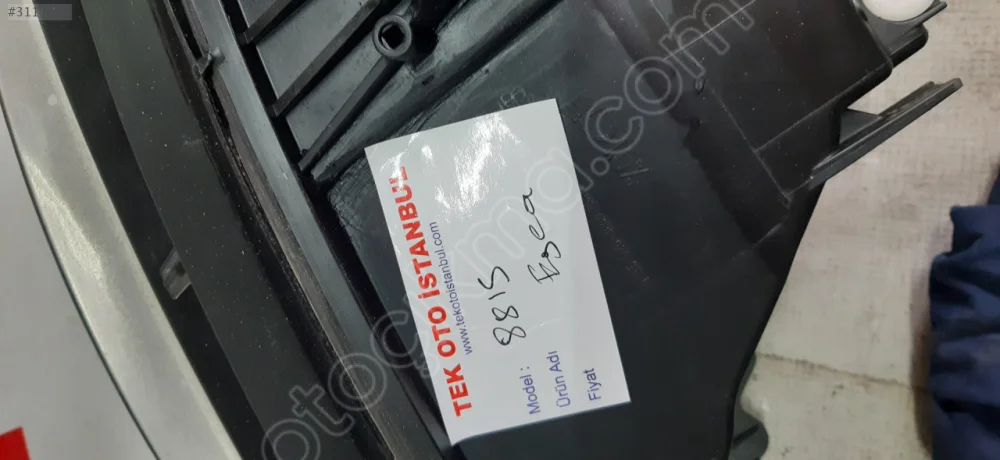 #311
TEK OTO İSTANBUL
www.tekotoistanbul.com
Model : 8815
Ürün Adı Egea
Fiyat
otoçıkma.com